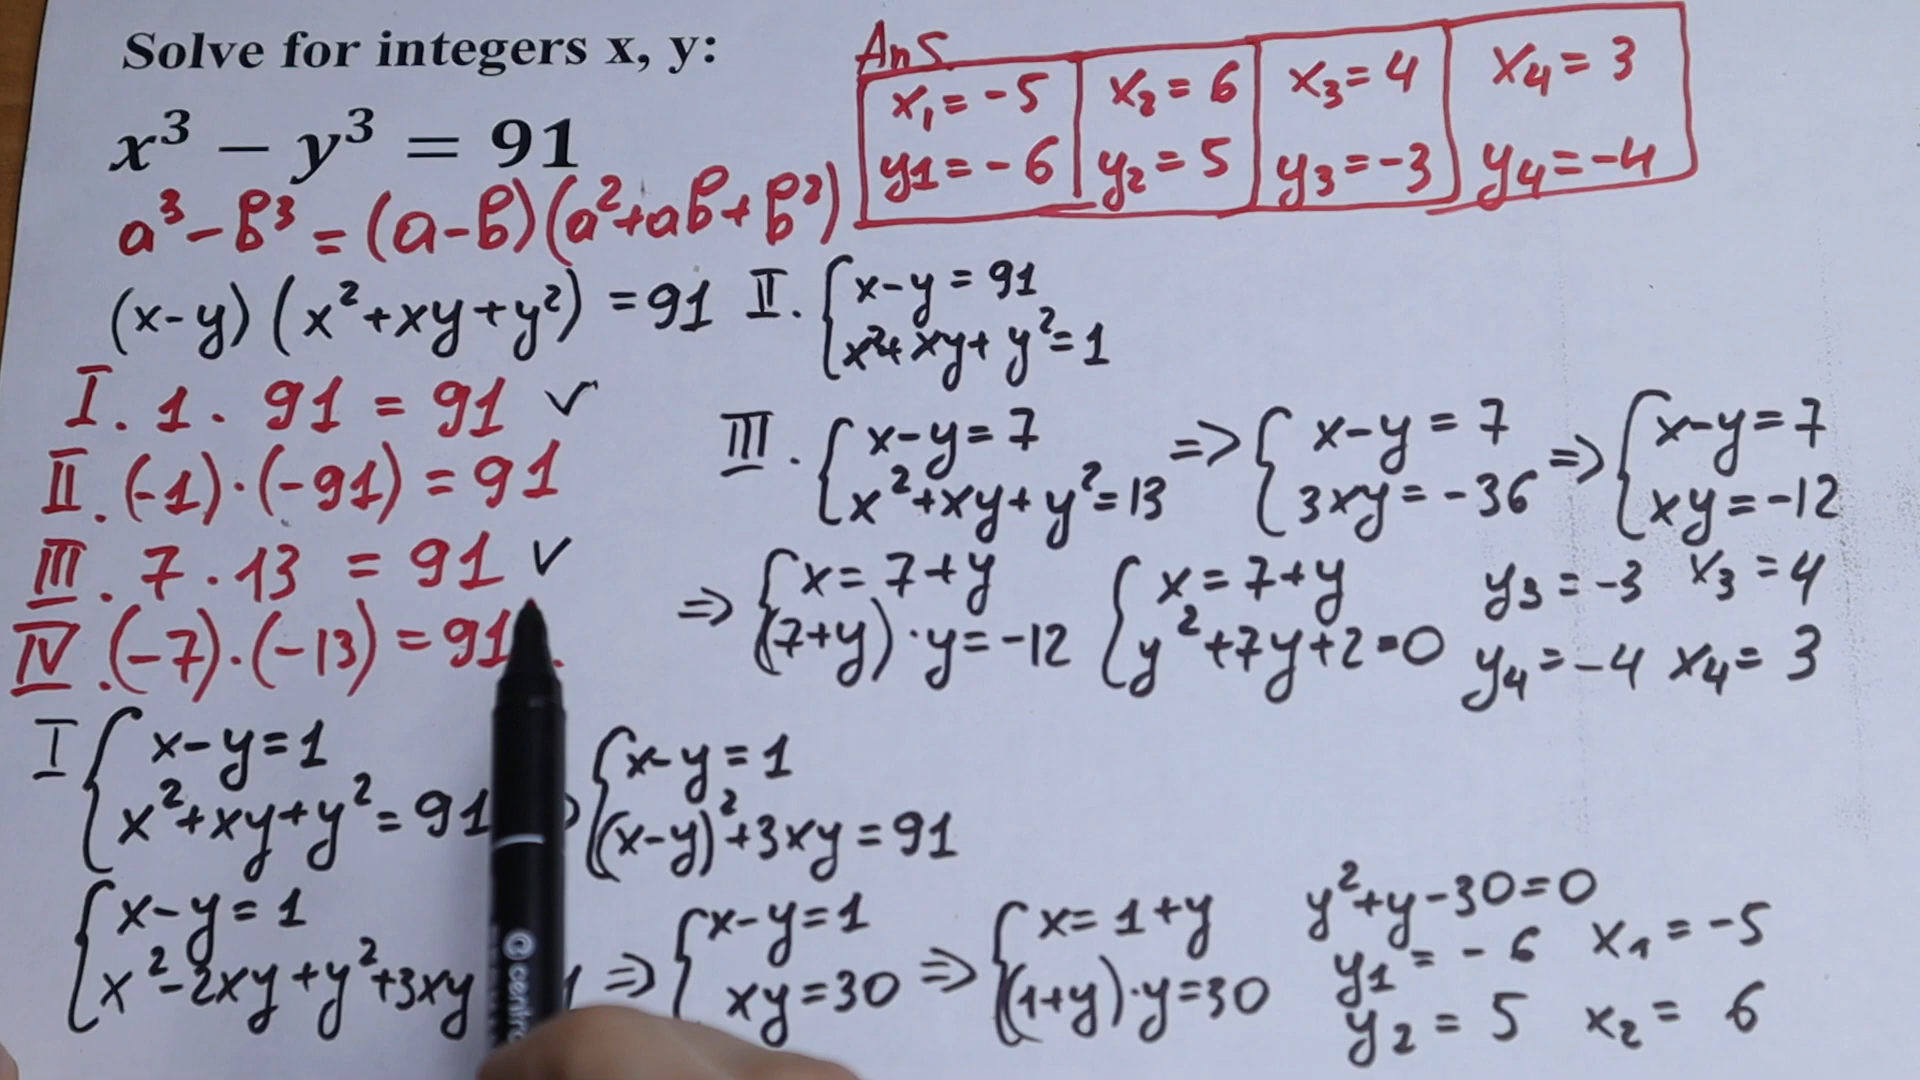 Solve for integers x, y:
x³ − y³ = 91
a³-b³ = (a-b)(a²+ab+b²)
(x-y)(x²+xy+y²) = 91
I. 1. 91 = 91 ✓
II. (-1)·(-91) = 91
III. 7 · 13 = 91 ✓
IV. (-7)·(-13) = 91
Ans
x₁ = -5 x₂ = 6 x₃ = 4 x₄ = 3
y1 = -6 y₂ = 5 y₃ = -3 y₄ = -4
II. { x-y = 91
x²+xy+y² = 1
III. { x-y = 7 => { x-y = 7 => { x-y = 7
x²+xy+y² = 13 3xy = -36 xy = -12
=> { x = 7+y { x = 7+y y₃ = -3 x₃ = 4
(7+y)·y = -12 y²+7y+2=0 y₄ = -4 x₄ = 3
I { x-y = 1 { x-y = 1
x²+xy+y² = 91 (x-y)²+3xy = 91
{ x-y = 1 => { x-y = 1 => { x = 1+y y²+y-30=0
x²-2xy+y²+3xy xy = 30 (1+y)·y = 30 y₁ = -6 x₁ = -5
y₂ = 5 x₂ = 6